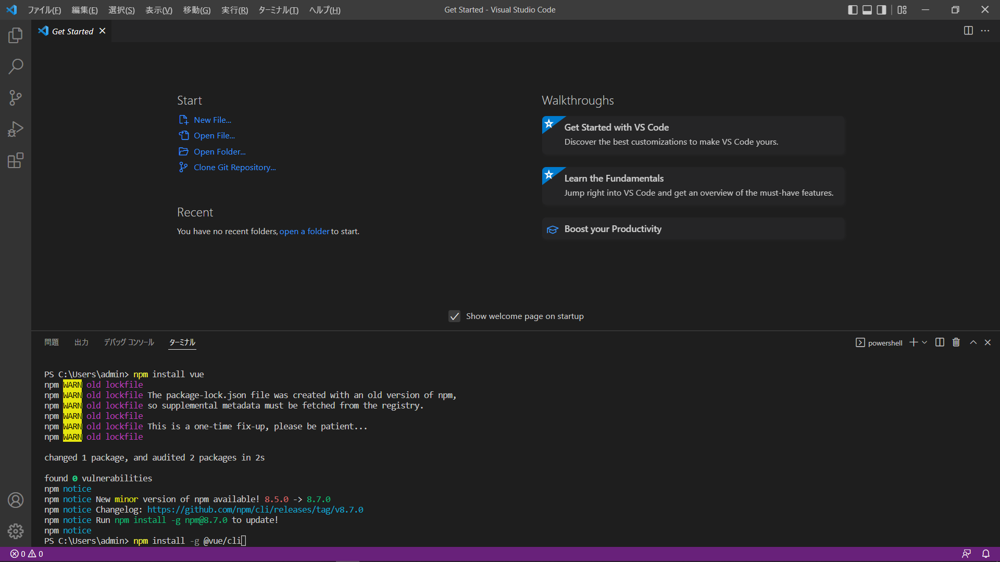 ファイル(F) 編集(E) 選択(S) 表示(V) 移動(G) 実行(R) ターミナル(T) ヘルプ(H) Get Started - Visual Studio Code
Get Started
Start
New File...
Open File...
Open Folder...
Clone Git Repository...
Recent
You have no recent folders, open a folder to start.
Walkthroughs
Get Started with VS Code
Discover the best customizations to make VS Code yours.
Learn the Fundamentals
Jump right into VS Code and get an overview of the must-have features.
Boost your Productivity
Show welcome page on startup
問題 出力 デバッグ コンソール ターミナル powershell
PS C:\Users\admin> npm install vue
npm WARN old lockfile
npm WARN old lockfile The package-lock.json file was created with an old version of npm,
npm WARN old lockfile so supplemental metadata must be fetched from the registry.
npm WARN old lockfile
npm WARN old lockfile This is a one-time fix-up, please be patient...
npm WARN old lockfile
changed 1 package, and audited 2 packages in 2s
found 0 vulnerabilities
npm notice
npm notice New minor version of npm available! 8.5.0 -> 8.7.0
npm notice Changelog: https://github.com/npm/cli/releases/tag/v8.7.0
npm notice Run npm install -g npm@8.7.0 to update!
npm notice
PS C:\Users\admin> npm install -g @vue/cli
0 0